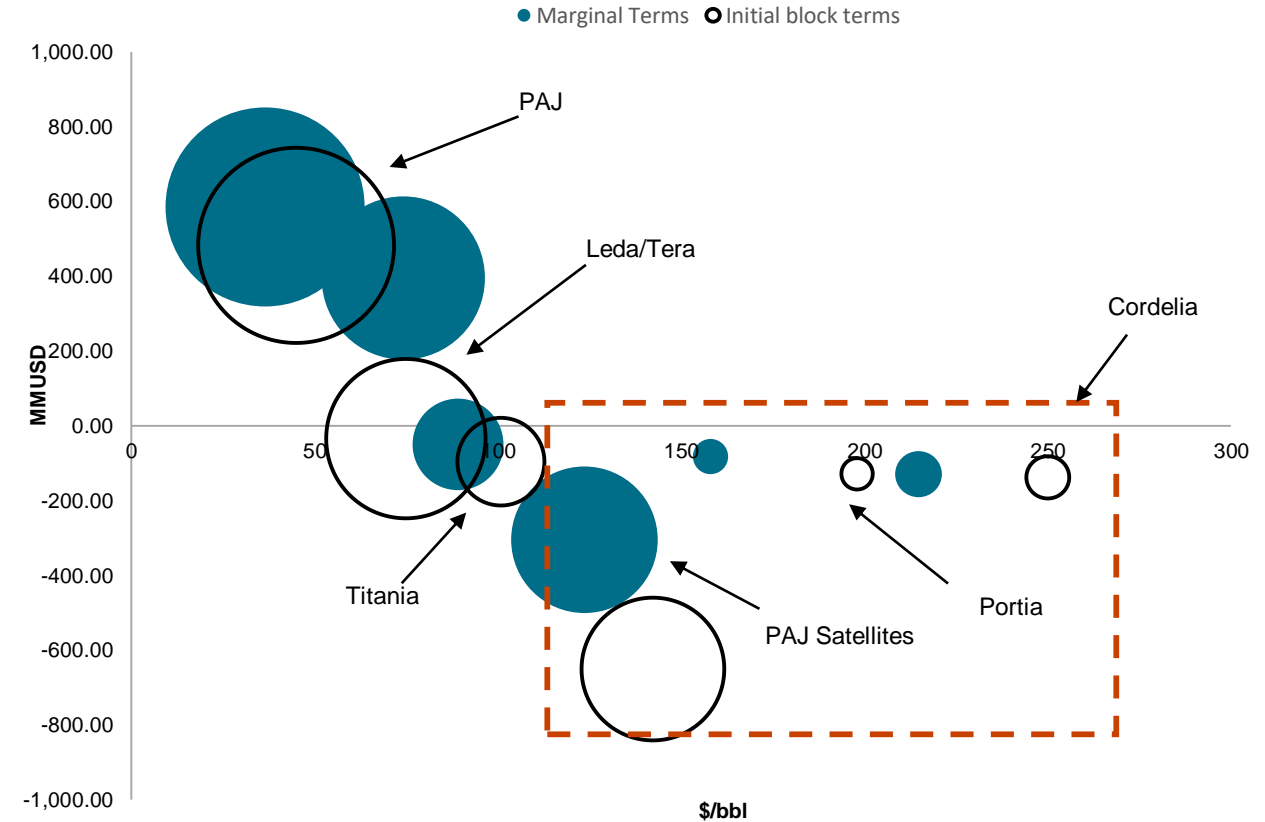 Marginal Terms Initial block terms
1,000.00
800.00
600.00
400.00
200.00
0.00
-200.00
-400.00
-600.00
-800.00
-1,000.00
MMUSD
0 50 100 150 200 250 300
$/bbl
PAJ
Leda/Tera
Cordelia
Titania
Portia
PAJ Satellites